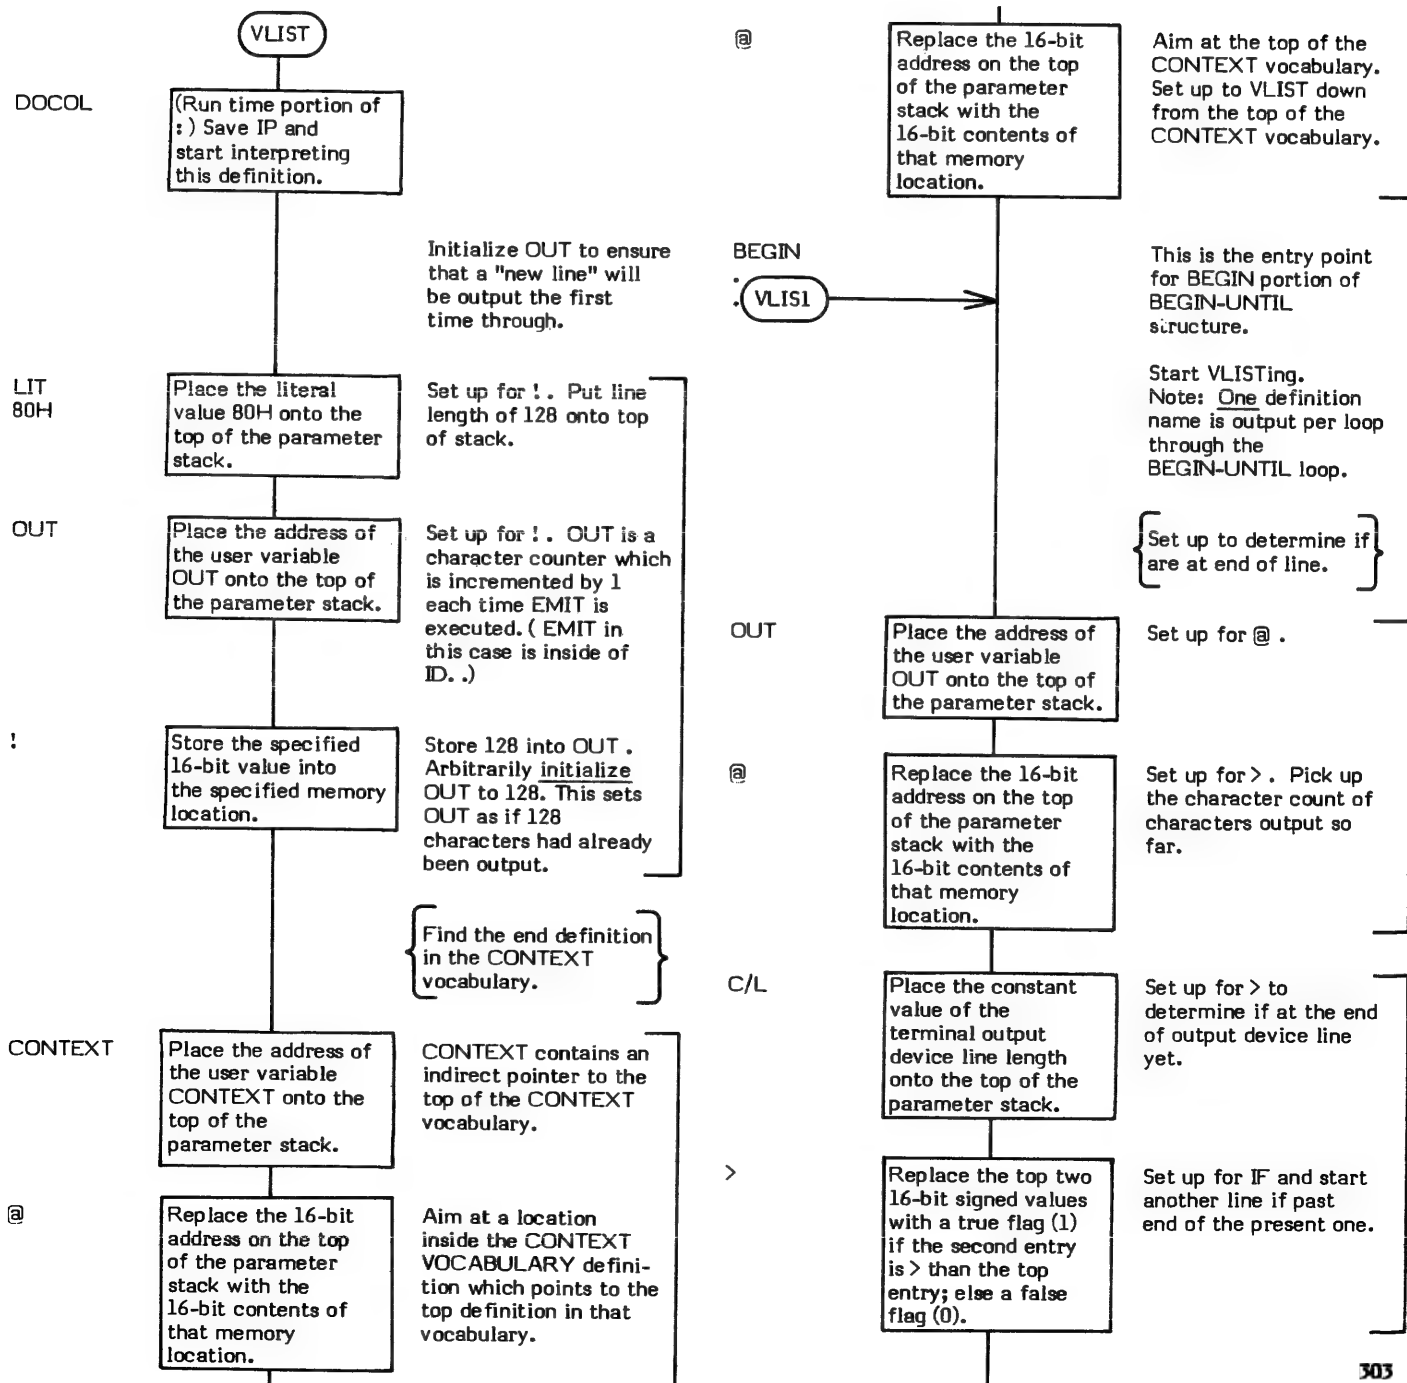 VLIST
DOCOL
(Run time portion of
: ) Save IP and
start interpreting
this definition.
Initialize OUT to ensure
that a "new line" will
be output the first
time through.
LIT
80H
Place the literal
value 80H onto the
top of the parameter
stack.
Set up for ! . Put line
length of 128 onto top
of stack.
OUT
Place the address of
the user variable
OUT onto the top of
the parameter stack.
Set up for ! . OUT is a
character counter which
is incremented by 1
each time EMIT is
executed. ( EMIT in
this case is inside of
ID. .)
!
Store the specified
16-bit value into
the specified memory
location.
Store 128 into OUT .
Arbitrarily initialize
OUT to 128. This sets
OUT as if 128
characters had already
been output.
Find the end definition
in the CONTEXT
vocabulary.
CONTEXT
Place the address of
the user variable
CONTEXT onto the
top of the
parameter stack.
CONTEXT contains an
indirect pointer to the
top of the CONTEXT
vocabulary.
@
Replace the 16-bit
address on the top
of the parameter
stack with the
16-bit contents of
that memory
location.
Aim at a location
inside the CONTEXT
VOCABULARY defini-
tion which points to the
top definition in that
vocabulary.
@
Replace the 16-bit
address on the top
of the parameter
stack with the
16-bit contents of
that memory
location.
Aim at the top of the
CONTEXT vocabulary.
Set up to VLIST down
from the top of the
CONTEXT vocabulary.
BEGIN
: VLIS1
This is the entry point
for BEGIN portion of
BEGIN-UNTIL
structure.
Start VLISTing.
Note: One definition
name is output per loop
through the
BEGIN-UNTIL loop.
Set up to determine if
are at end of line.
OUT
Place the address of
the user variable
OUT onto the top of
the parameter stack.
Set up for @ .
@
Replace the 16-bit
address on the top
of the parameter
stack with the
16-bit contents of
that memory
location.
Set up for > . Pick up
the character count of
characters output so
far.
C/L
Place the constant
value of the
terminal output
device line length
onto the top of the
parameter stack.
Set up for > to
determine if at the end
of output device line
yet.
>
Replace the top two
16-bit signed values
with a true flag (1)
if the second entry
is > than the top
entry; else a false
flag (0).
Set up for IF and start
another line if past
end of the present one.
303